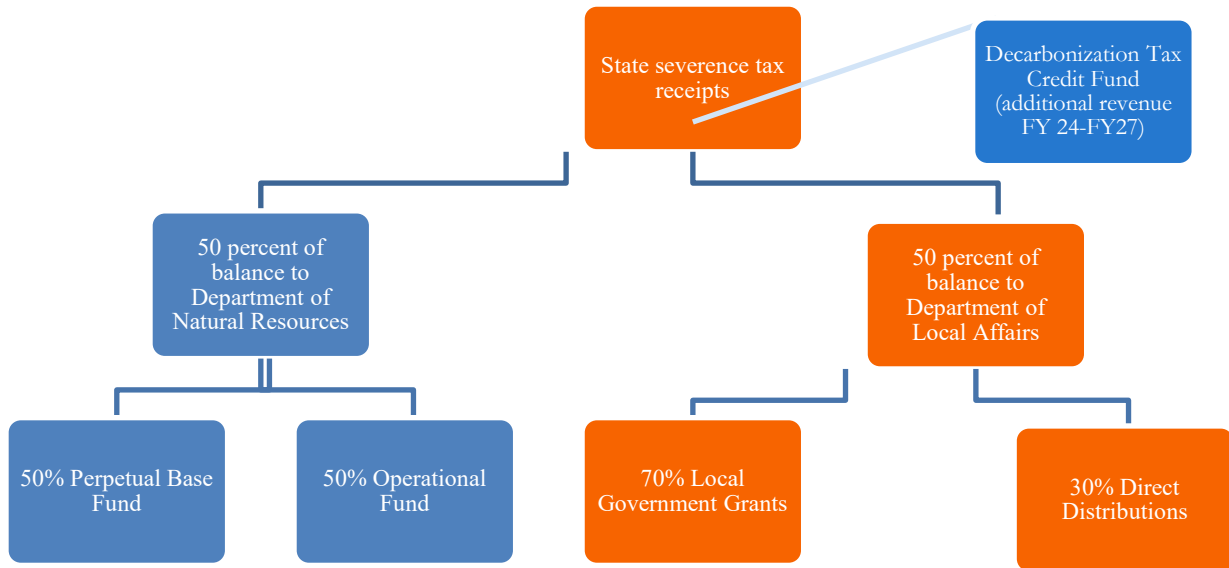 State severence tax
receipts
Decarbonization Tax
Credit Fund
(additional revenue
FY 24-FY27)
50 percent of
balance to
Department of
Natural Resources
50 percent of
balance to
Department of
Local Affairs
50% Perpetual Base
Fund
50% Operational
Fund
70% Local
Government Grants
30% Direct
Distributions